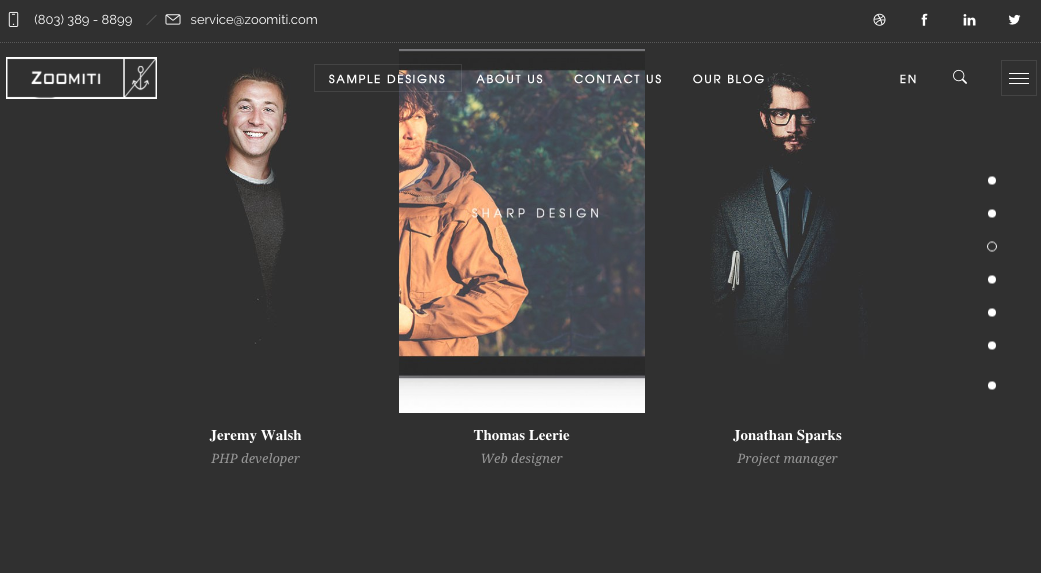 (803) 389 - 8899
service@zoomiti.com
ZOOMITI
SAMPLE DESIGNS
ABOUT US
CONTACT US
OUR BLOG
EN
SHARP DESIGN
Jeremy Walsh
Thomas Leerie
Jonathan Sparks
PHP developer
Web designer
Project manager